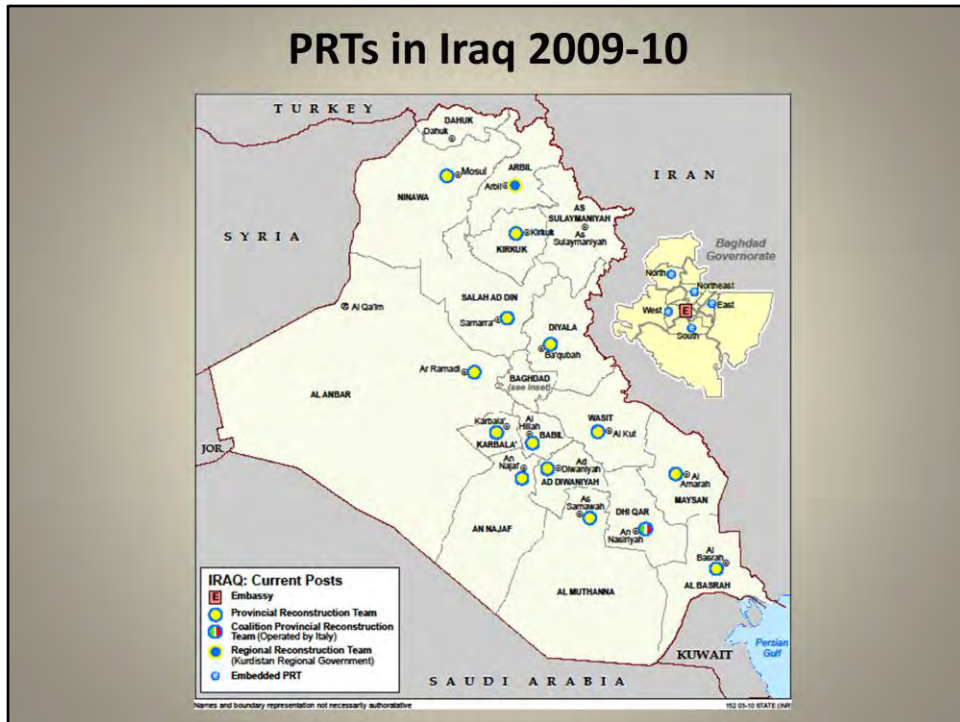 PRTs in Iraq 2009-10
TURKEY
DAHUK
Dahuk
Mosul
ARBIL
Arbil
NINAWA
IRAN
AS
SULAYMANIYAH
As
Sulaymaniyah
SYRIA
Kirkuk
KIRKUK
Baghdad
Governorate
North
Northeast
East
West
E
South
SALAH AD DIN
Samarra'
Al Qa'im
DIYALA
Ba'qubah
Ar Ramadi
BAGHDAD
(see inset)
AL ANBAR
Karbala'
KARBALA'
Al
Hillah
BABIL
WASIT
Al Kut
JOR.
An
Najaf
Ad
Diwaniyah
AD DIWANIYAH
Al
Amarah
MAYSAN
As
Samawah
DHI QAR
An
Nasiriyah
AN NAJAF
Al
Basrah
AL BASRAH
AL MUTHANNA
IRAQ: Current Posts
E Embassy
Provincial Reconstruction Team
Coalition Provincial Reconstruction
Team (Operated by Italy)
Regional Reconstruction Team
(Kurdistan Regional Government)
e Embedded PRT
KUWAIT
Persian
Gulf
SAUDI ARABIA
Names and boundary representation not necessarily authoritative
152 03-10 STATE (INR)